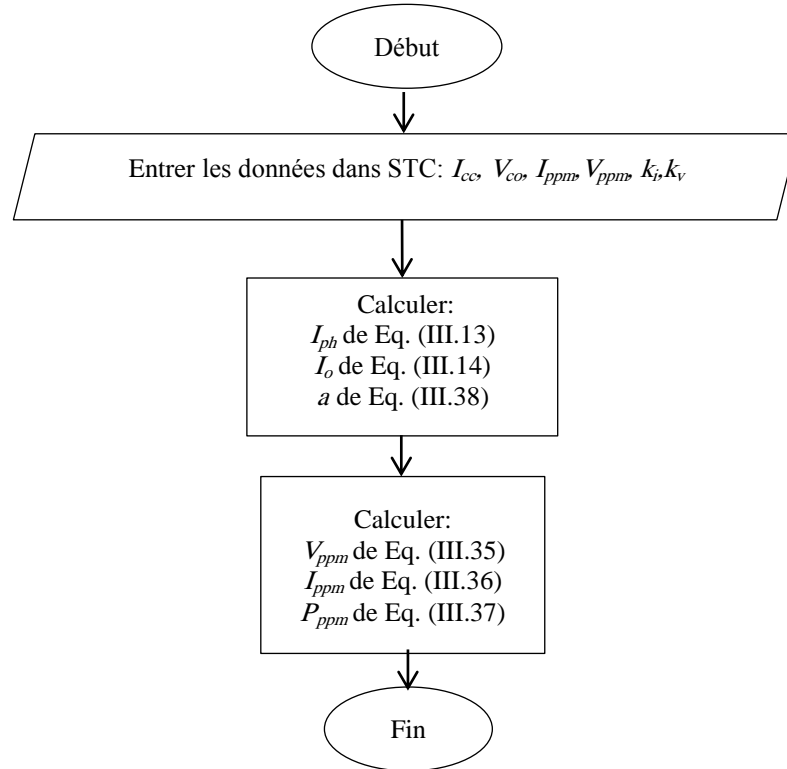 Début
Entrer les données dans STC: Icc, Vco, Ippm,Vppm, ki,kv
Calculer:
Iph de Eq. (III.13)
Io de Eq. (III.14)
a de Eq. (III.38)
Calculer:
Vppm de Eq. (III.35)
Ippm de Eq. (III.36)
Pppm de Eq. (III.37)
Fin